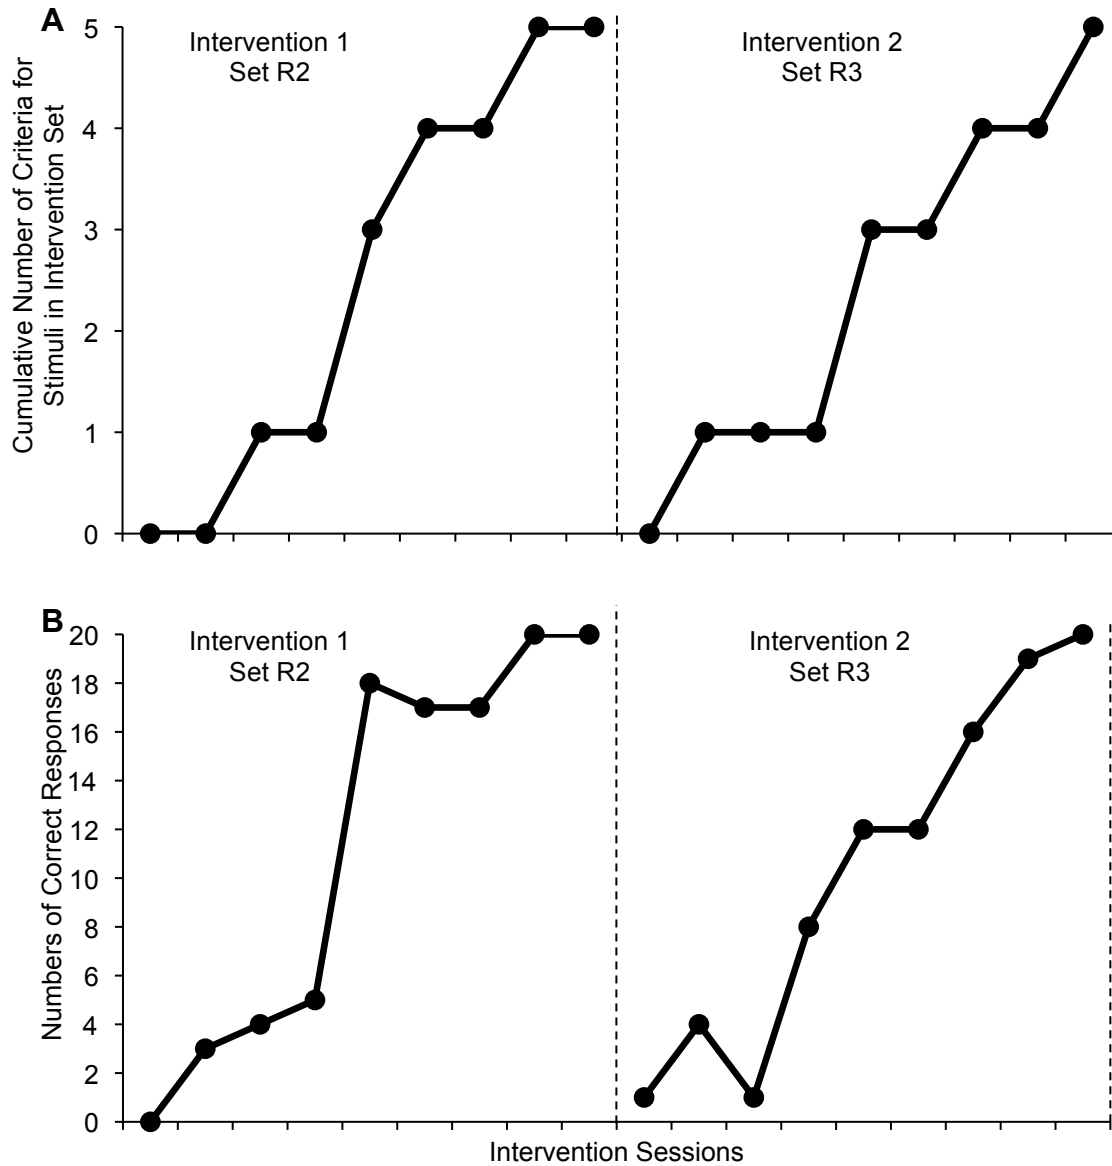 A
Cumulative Number of Criteria for
Stimuli in Intervention Set
5
4
3
2
1
0
Intervention 1
Set R2
Intervention 2
Set R3
B
Numbers of Correct Responses
20
18
16
14
12
10
8
6
4
2
0
Intervention 1
Set R2
Intervention 2
Set R3
Intervention Sessions